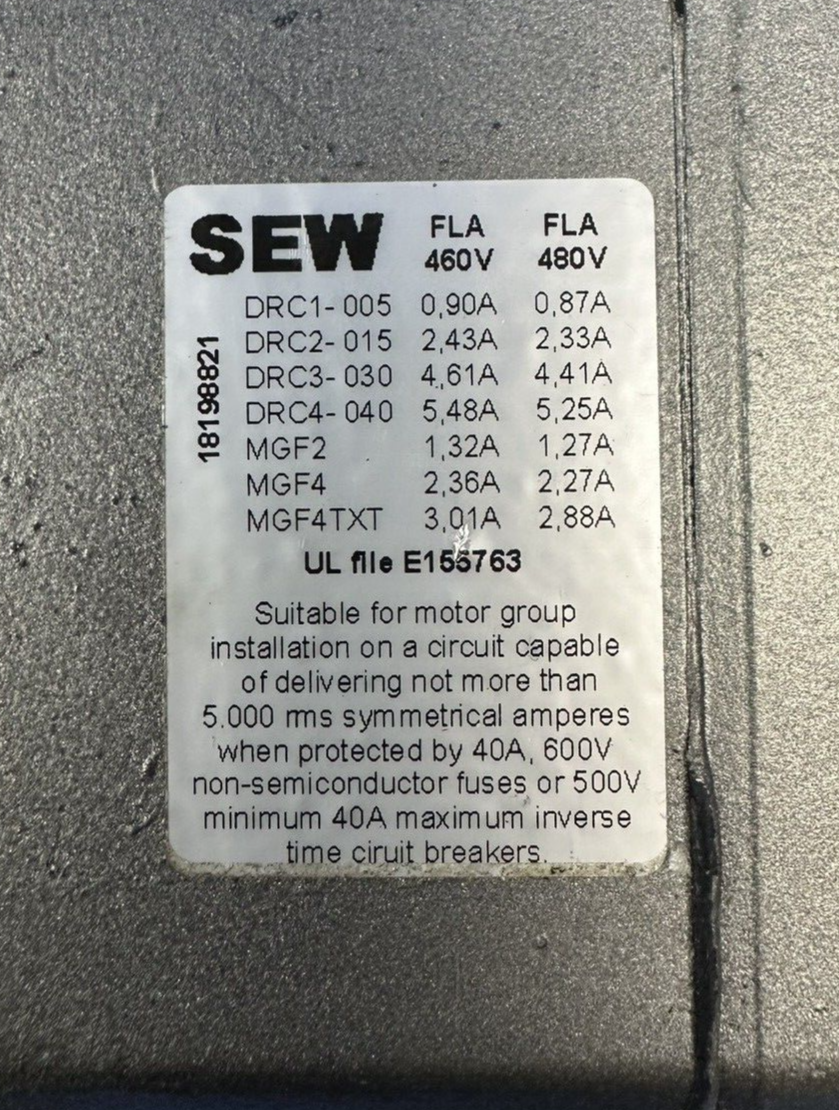 SEW FLA FLA
460V 480V
DRC1-005 0,90A 0,87A
DRC2-015 2,43A 2,33A
DRC3-030 4,61A 4,41A
DRC4-040 5,48A 5,25A
MGF2 1,32A 1,27A
MGF4 2,36A 2,27A
MGF4TXT 3,01A 2,88A
18198821
UL file E155763
Suitable for motor group
installation on a circuit capable
of delivering not more than
5.000 rms symmetrical amperes
when protected by 40A, 600V
non-semiconductor fuses or 500V
minimum 40A maximum inverse
time ciruit breakers.